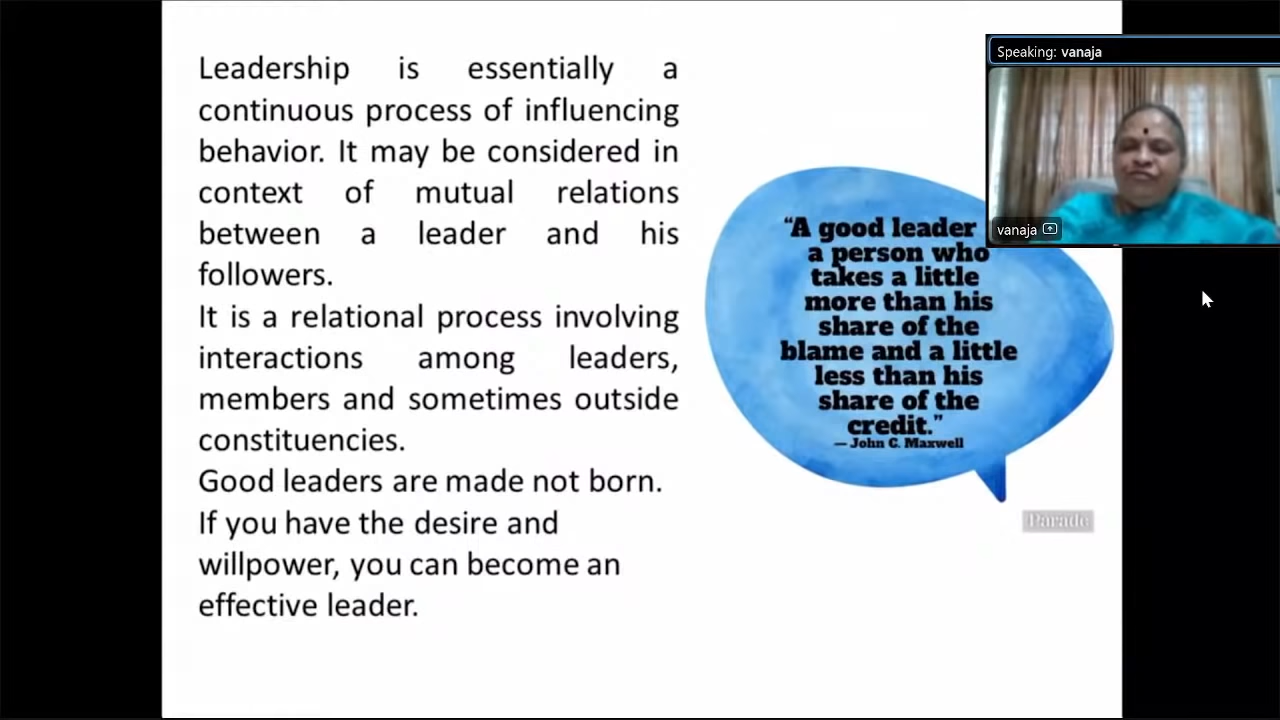 Leadership is essentially a
continuous process of influencing
behavior. It may be considered in
context of mutual relations
between a leader and his
followers.
It is a relational process involving
interactions among leaders,
members and sometimes outside
constituencies.
Good leaders are made not born.
If you have the desire and
willpower, you can become an
effective leader.
“A good leader
a person who
takes a little
more than his
share of the
blame and a little
less than his
share of the
credit.”
— John C. Maxwell
Parade
Speaking: vanaja
vanaja